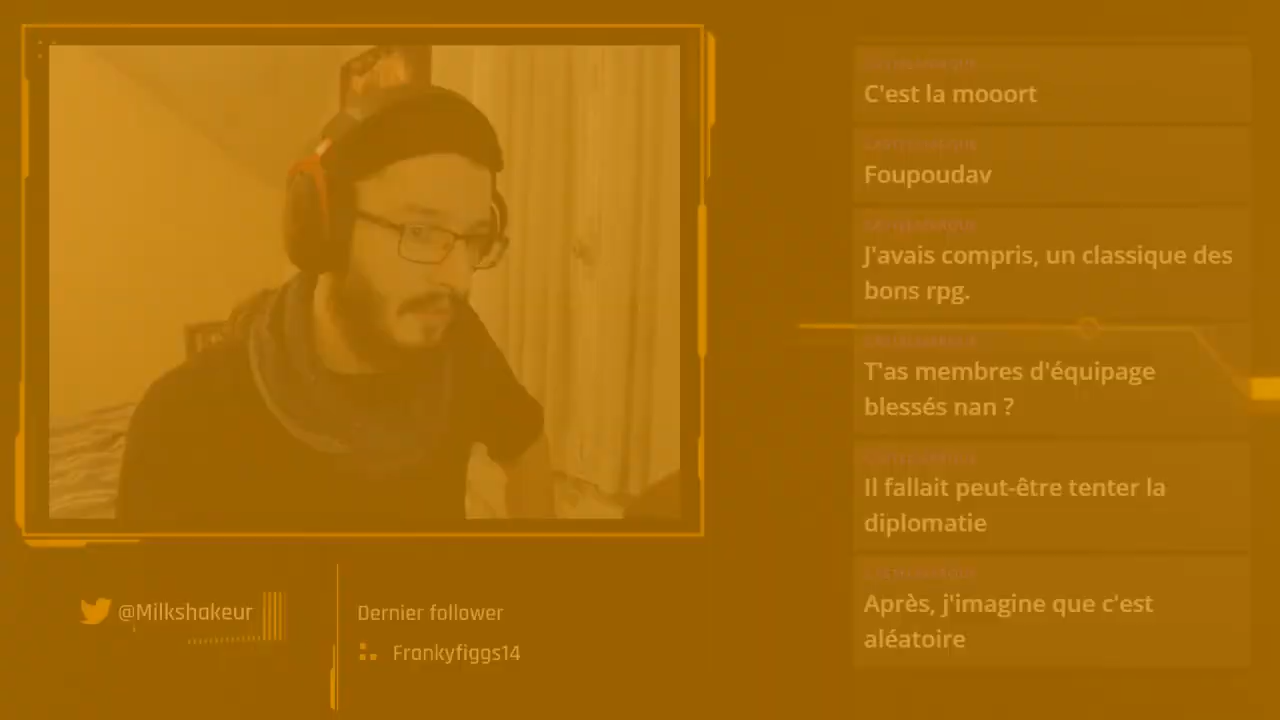 C'est la mooort
Foupoudav
J'avais compris, un classique des
bons rpg.
T'as membres d'équipage
blessés nan ?
Il fallait peut-être tenter la
diplomatie
Après, j'imagine que c'est
aléatoire
@Milkshakeur
Dernier follower
Frankyfiggs14